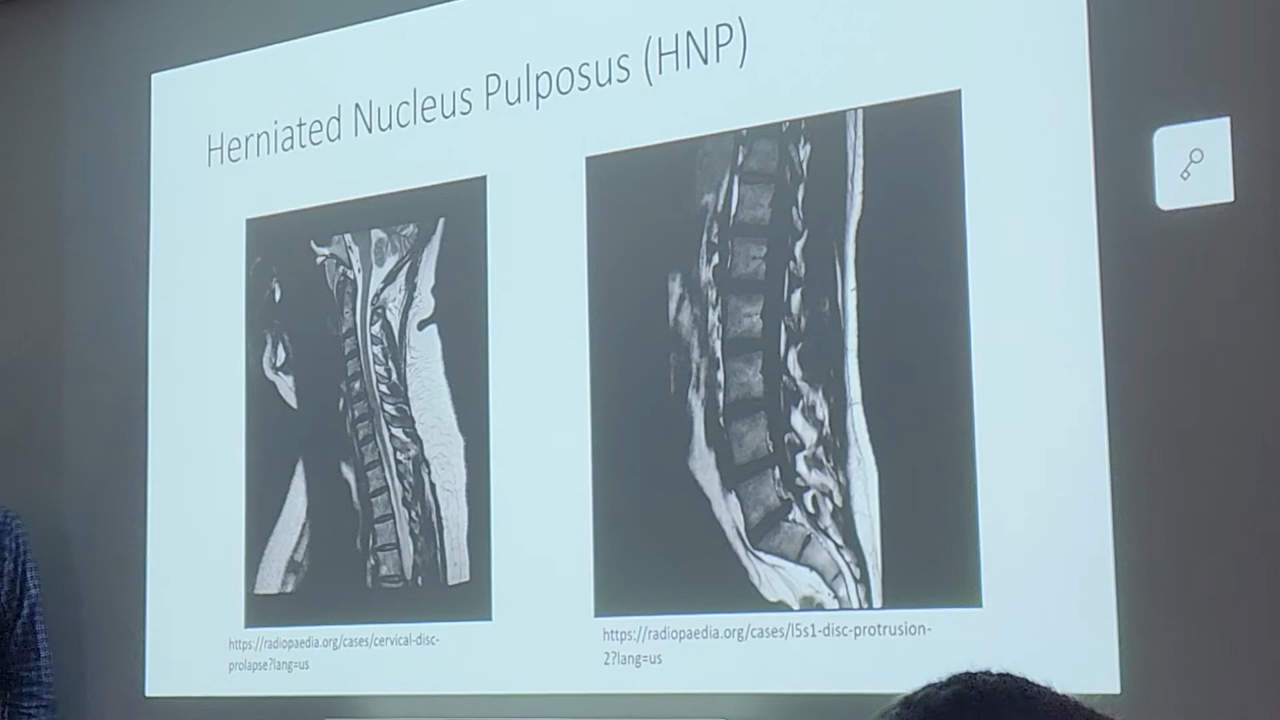 Herniated Nucleus Pulposus (HNP)
https://radiopaedia.org/cases/cervical-disc-
prolapse?lang=us
https://radiopaedia.org/cases/l5s1-disc-protrusion-
2?lang=us